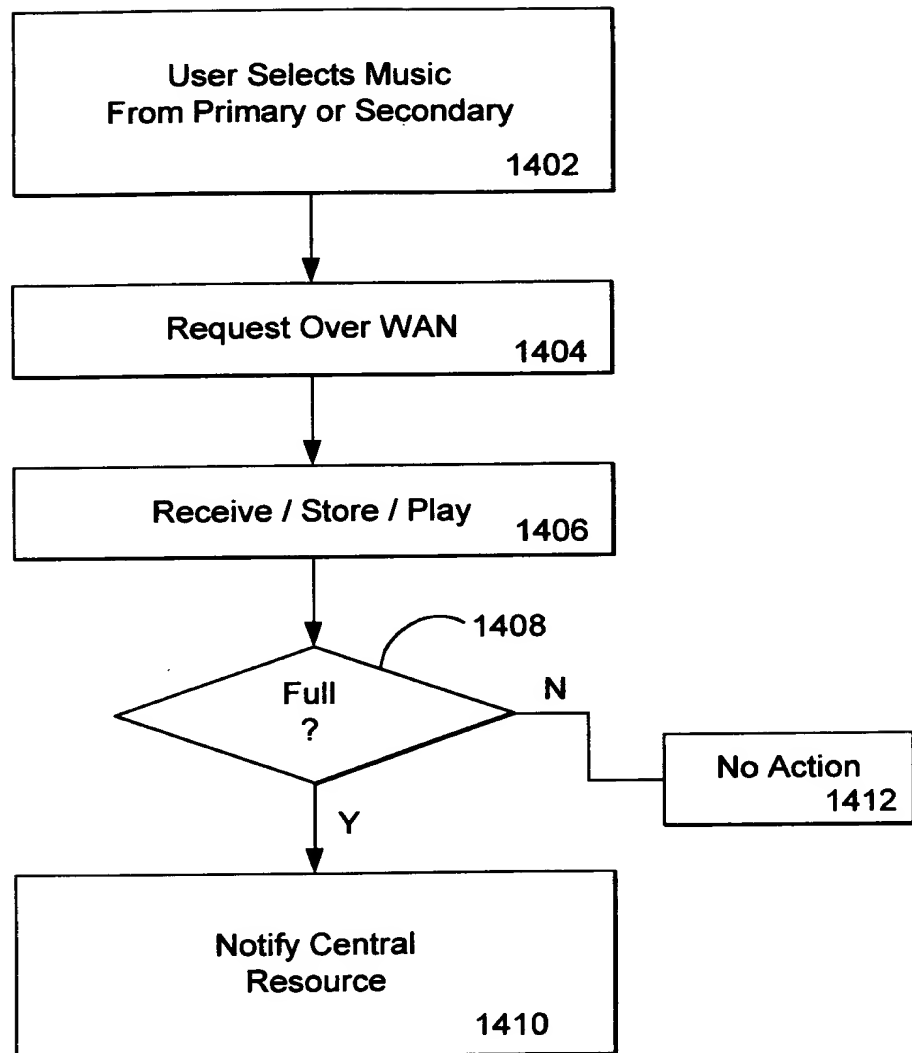 User Selects Music
From Primary or Secondary
1402
Request Over WAN
1404
Receive / Store / Play
1406
1408
Full
?
N
No Action
1412
Y
Notify Central
Resource
1410